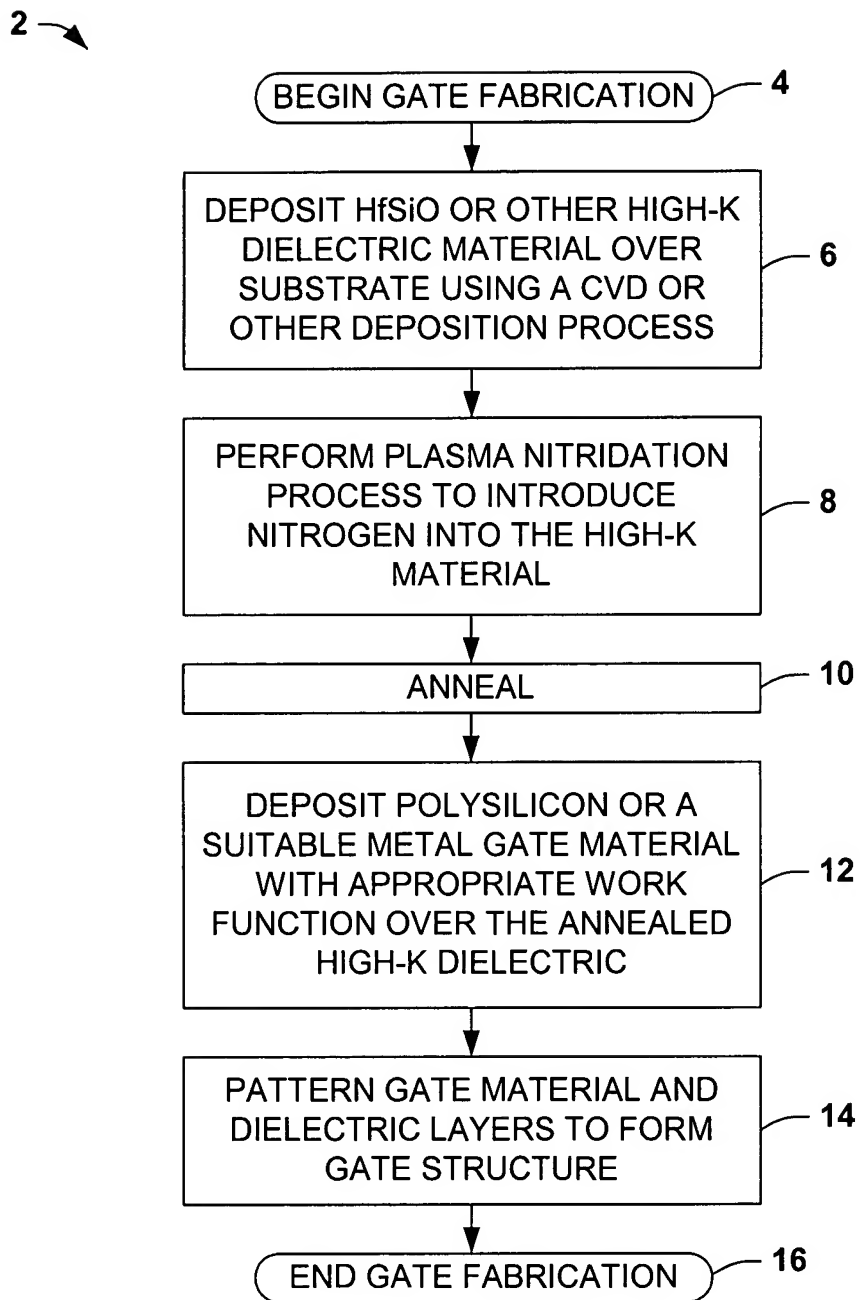 2
BEGIN GATE FABRICATION
4
DEPOSIT HfSiO OR OTHER HIGH-K
DIELECTRIC MATERIAL OVER
SUBSTRATE USING A CVD OR
OTHER DEPOSITION PROCESS
6
PERFORM PLASMA NITRIDATION
PROCESS TO INTRODUCE
NITROGEN INTO THE HIGH-K
MATERIAL
8
ANNEAL
10
DEPOSIT POLYSILICON OR A
SUITABLE METAL GATE MATERIAL
WITH APPROPRIATE WORK
FUNCTION OVER THE ANNEALED
HIGH-K DIELECTRIC
12
PATTERN GATE MATERIAL AND
DIELECTRIC LAYERS TO FORM
GATE STRUCTURE
14
END GATE FABRICATION
16